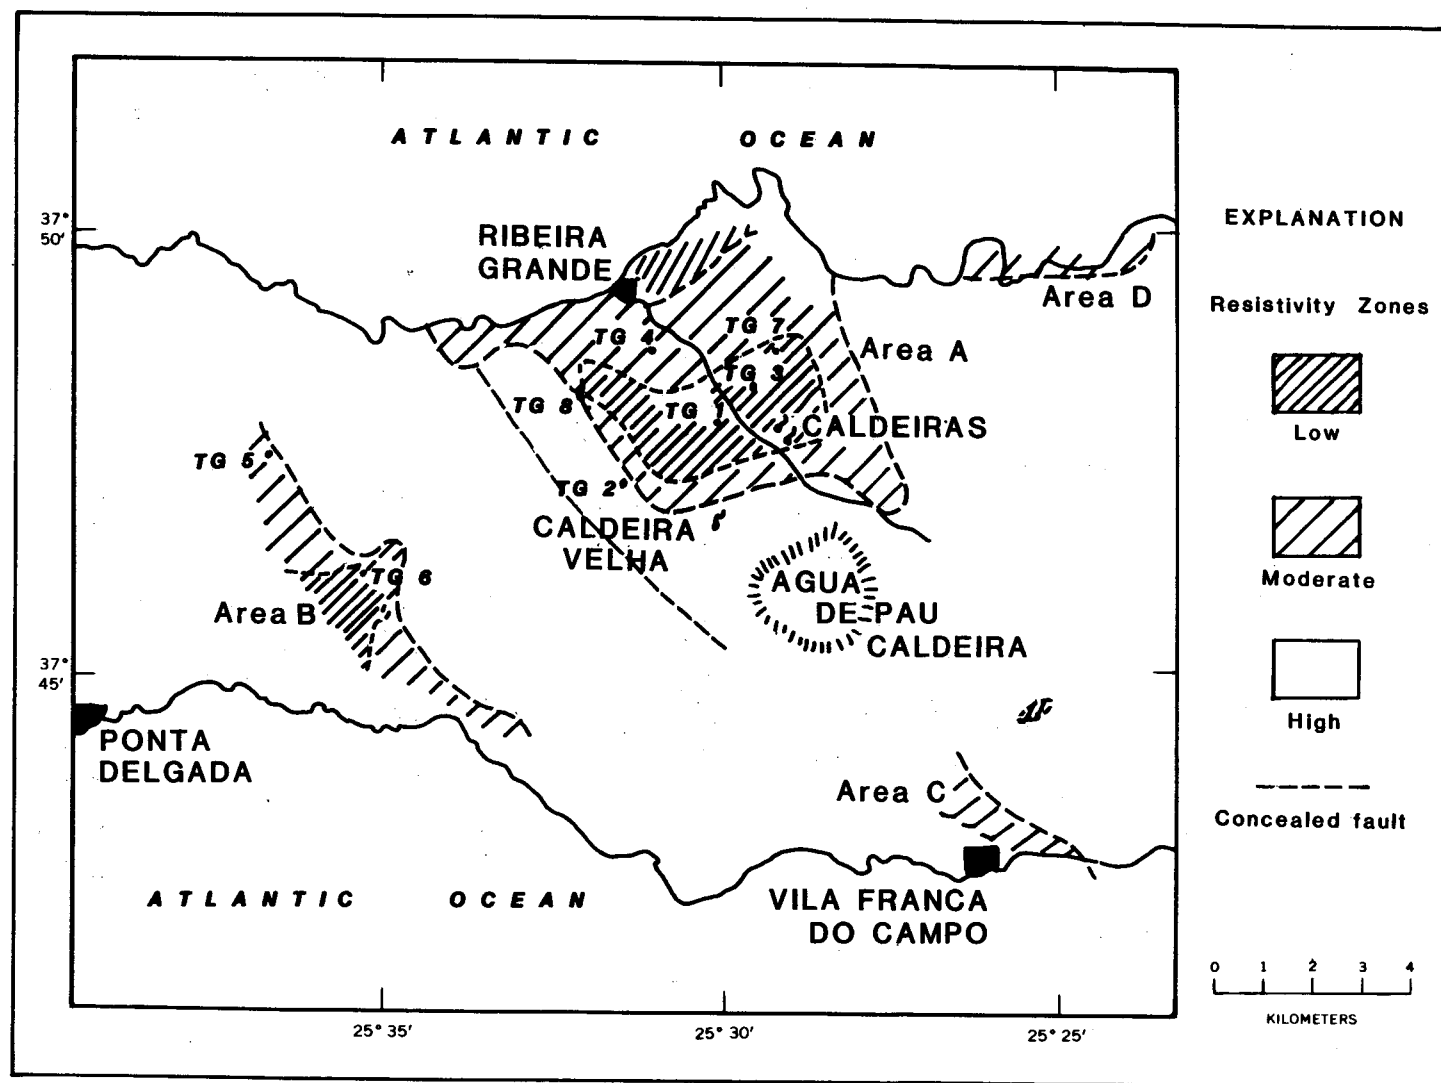 ATLANTIC OCEAN
37°
50'
RIBEIRA
GRANDE
EXPLANATION
Area D
Resistivity Zones
TG 4
TG 7
Area A
TG 3
TG 8
TG 1
CALDEIRAS
Low
TG 5
TG 2
CALDEIRA
VELHA
TG 6
AGUA
DE PAU
CALDEIRA
Moderate
Area B
37°
45'
High
PONTA
DELGADA
Area C
Concealed fault
ATLANTIC OCEAN
VILA FRANCA
DO CAMPO
0 1 2 3 4
KILOMETERS
25° 35' 25° 30' 25° 25'